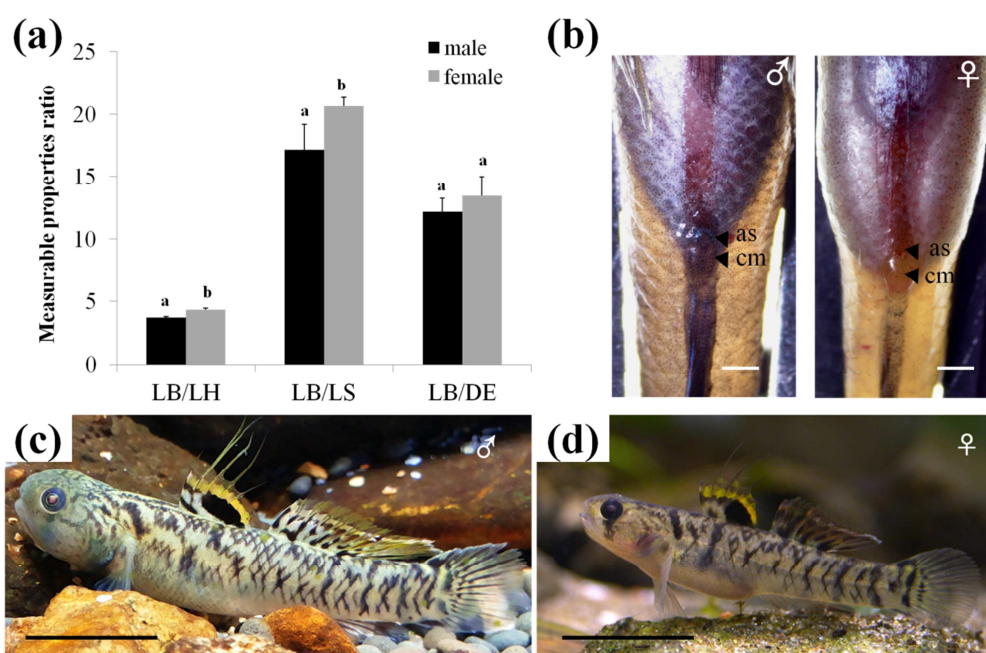 (a)
25
20
15
10
5
0
Measurable properties ratio
male
female
a
b
a
b
a
a
LB/LH
LB/LS
LB/DE
(b)
♂
as
cm
♀
as
cm
(c)
♂
(d)
♀